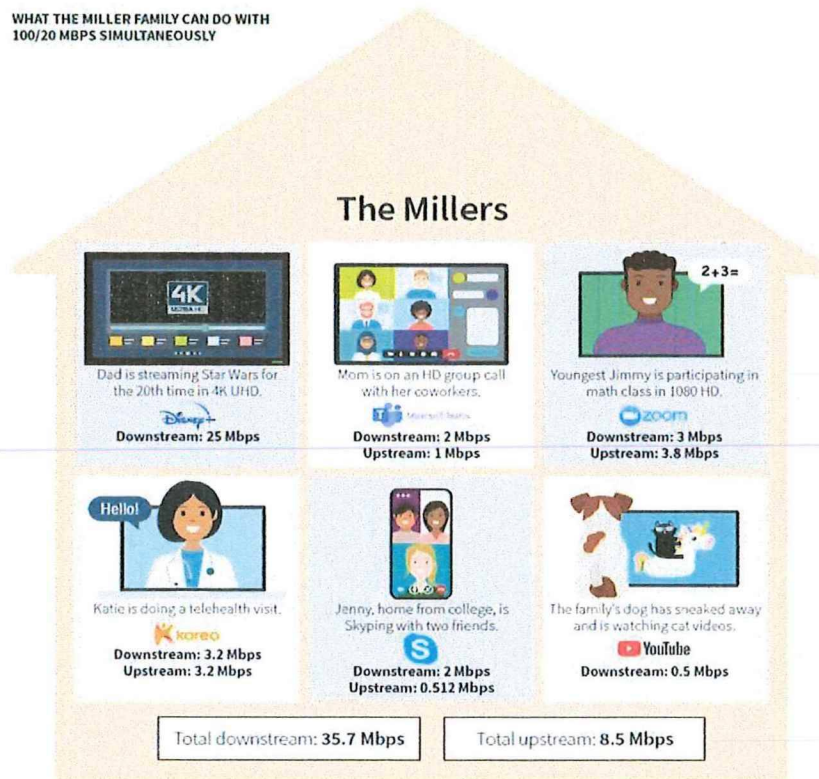 WHAT THE MILLER FAMILY CAN DO WITH
100/20 MBPS SIMULTANEOUSLY
The Millers
4K
ULTRA HD
2+3=
Dad is streaming Star Wars for
the 20th time in 4K UHD.
Disney+
Downstream: 25 Mbps
Mom is on an HD group call
with her coworkers.
Microsoft Teams
Downstream: 2 Mbps
Upstream: 1 Mbps
Youngest Jimmy is participating in
math class in 1080 HD.
zoom
Downstream: 3 Mbps
Upstream: 3.8 Mbps
Hello!
Katie is doing a telehealth visit.
kareo
Downstream: 3.2 Mbps
Upstream: 3.2 Mbps
Jenny, home from college, is
Skyping with two friends.
S
Downstream: 2 Mbps
Upstream: 0.512 Mbps
The family's dog has sneaked away
and is watching cat videos.
YouTube
Downstream: 0.5 Mbps
Total downstream: 35.7 Mbps
Total upstream: 8.5 Mbps